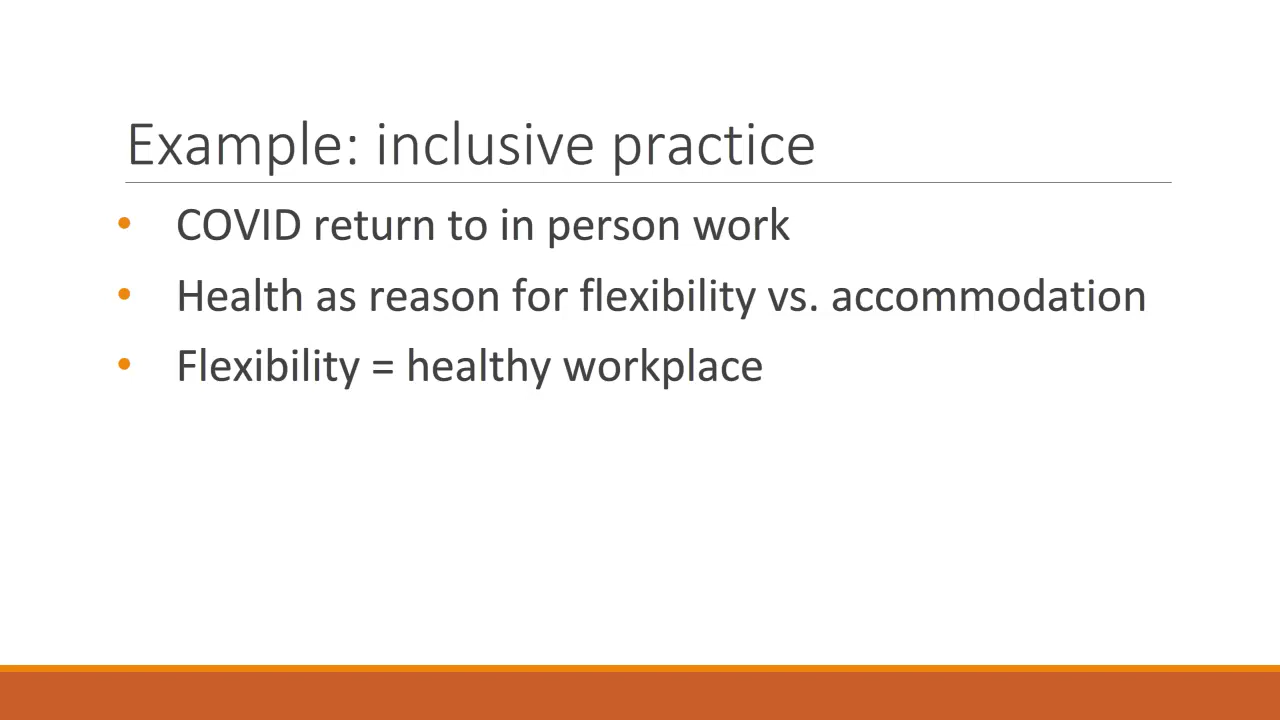 Example: inclusive practice
• COVID return to in person work
• Health as reason for flexibility vs. accommodation
• Flexibility = healthy workplace